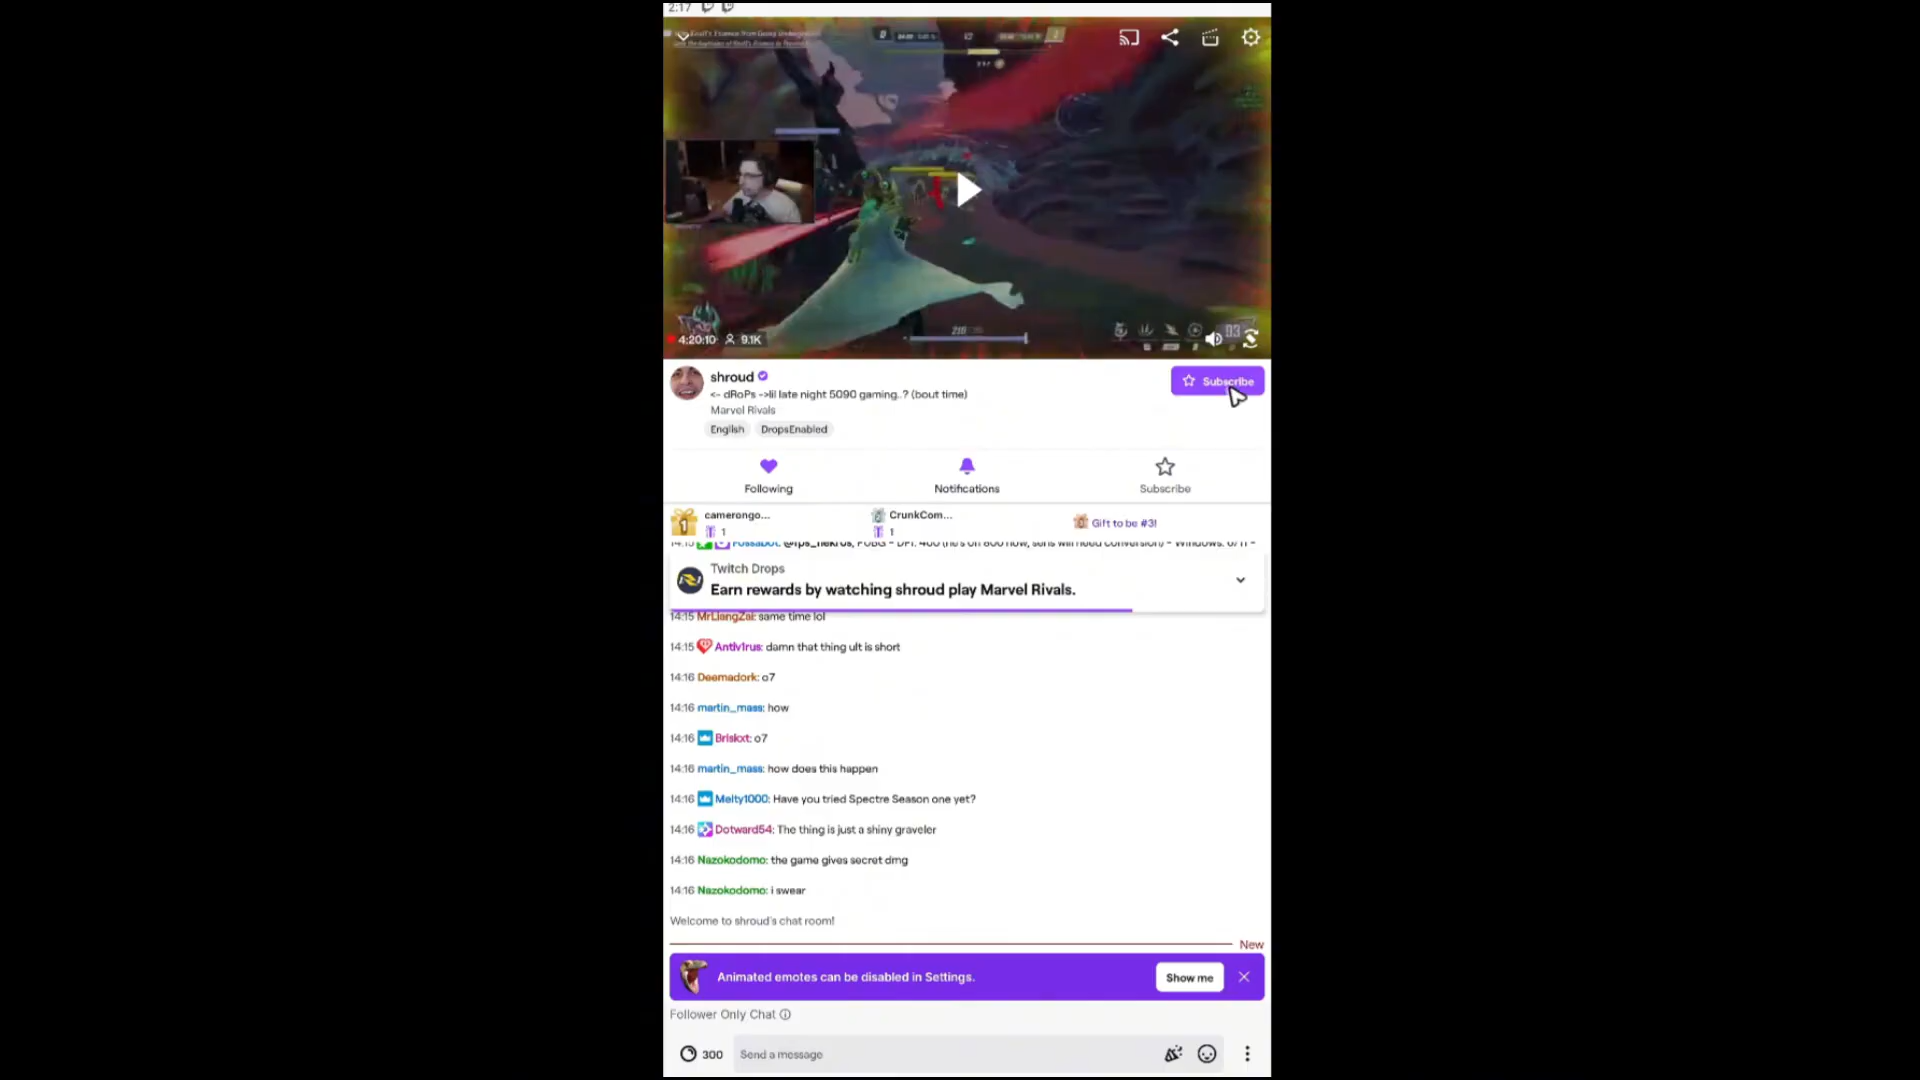 2:17
4:20:10 9.1K
shroud
Subscribe
<- dRoPs ->lil late night 5090 gaming..? (bout time)
Marvel Rivals
English DropsEnabled
Following Notifications Subscribe
camerongo... CrunkCom... Gift to be #3!
1 1
Twitch Drops
Earn rewards by watching shroud play Marvel Rivals.
14:15 MrLiangZai: same time lol
14:15 Antiv1rus: damn that thing ult is short
14:16 Deemadork: o7
14:16 martin_mass: how
14:16 Briskxt: o7
14:16 martin_mass: how does this happen
14:16 Melty1000: Have you tried Spectre Season one yet?
14:16 Dotward54: The thing is just a shiny graveler
14:16 Nazokodomo: the game gives secret dmg
14:16 Nazokodomo: i swear
Welcome to shroud's chat room!
New
Animated emotes can be disabled in Settings. Show me
Follower Only Chat
300 Send a message